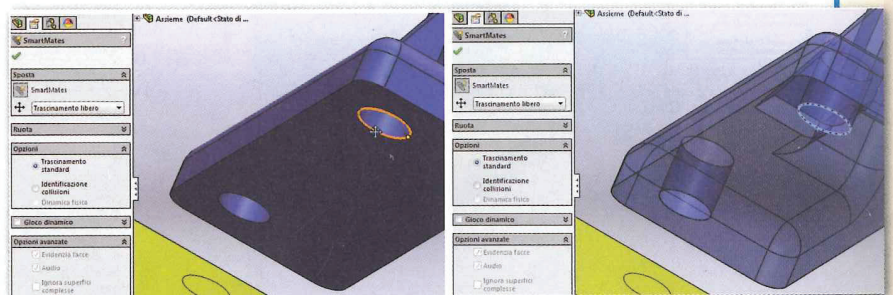 Assieme (Default<Stato di ...
SmartMates
?
Sposta
SmartMates
Trascinamento libero
Ruota
Opzioni
Trascinamento
standard
Identificazione
collisioni
Dinamica fisica
Gioco dinamico
Opzioni avanzate
Evidenzia facce
Audio
Ignora superfici
complesse
Assieme (Default<Stato di ...
SmartMates
?
Sposta
SmartMates
Trascinamento libero
Ruota
Opzioni
Trascinamento
standard
Identificazione
collisioni
Dinamica fisica
Gioco dinamico
Opzioni avanzate
Evidenzia facce
Audio
Ignora superfici
complesse